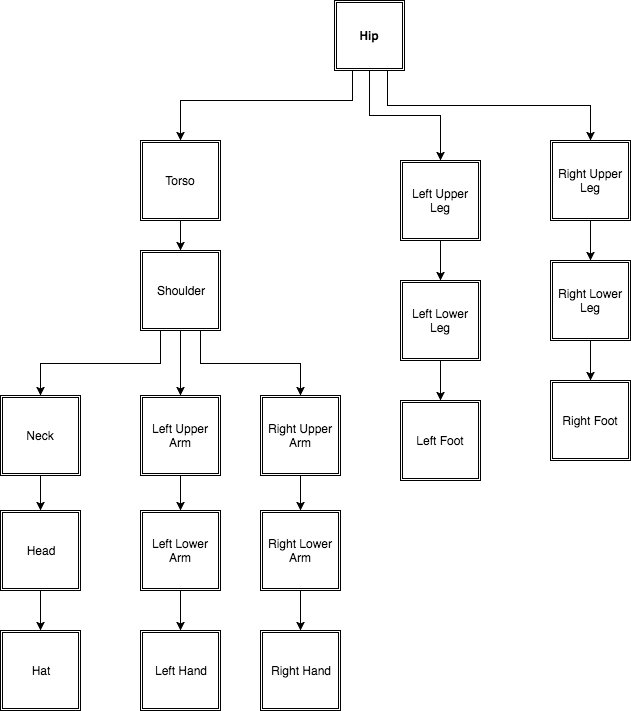 Hip
Torso
Left Upper
Leg
Right Upper
Leg
Shoulder
Left Lower
Leg
Right Lower
Leg
Neck
Left Upper
Arm
Right Upper
Arm
Left Foot
Right Foot
Head
Left Lower
Arm
Right Lower
Arm
Hat
Left Hand
Right Hand